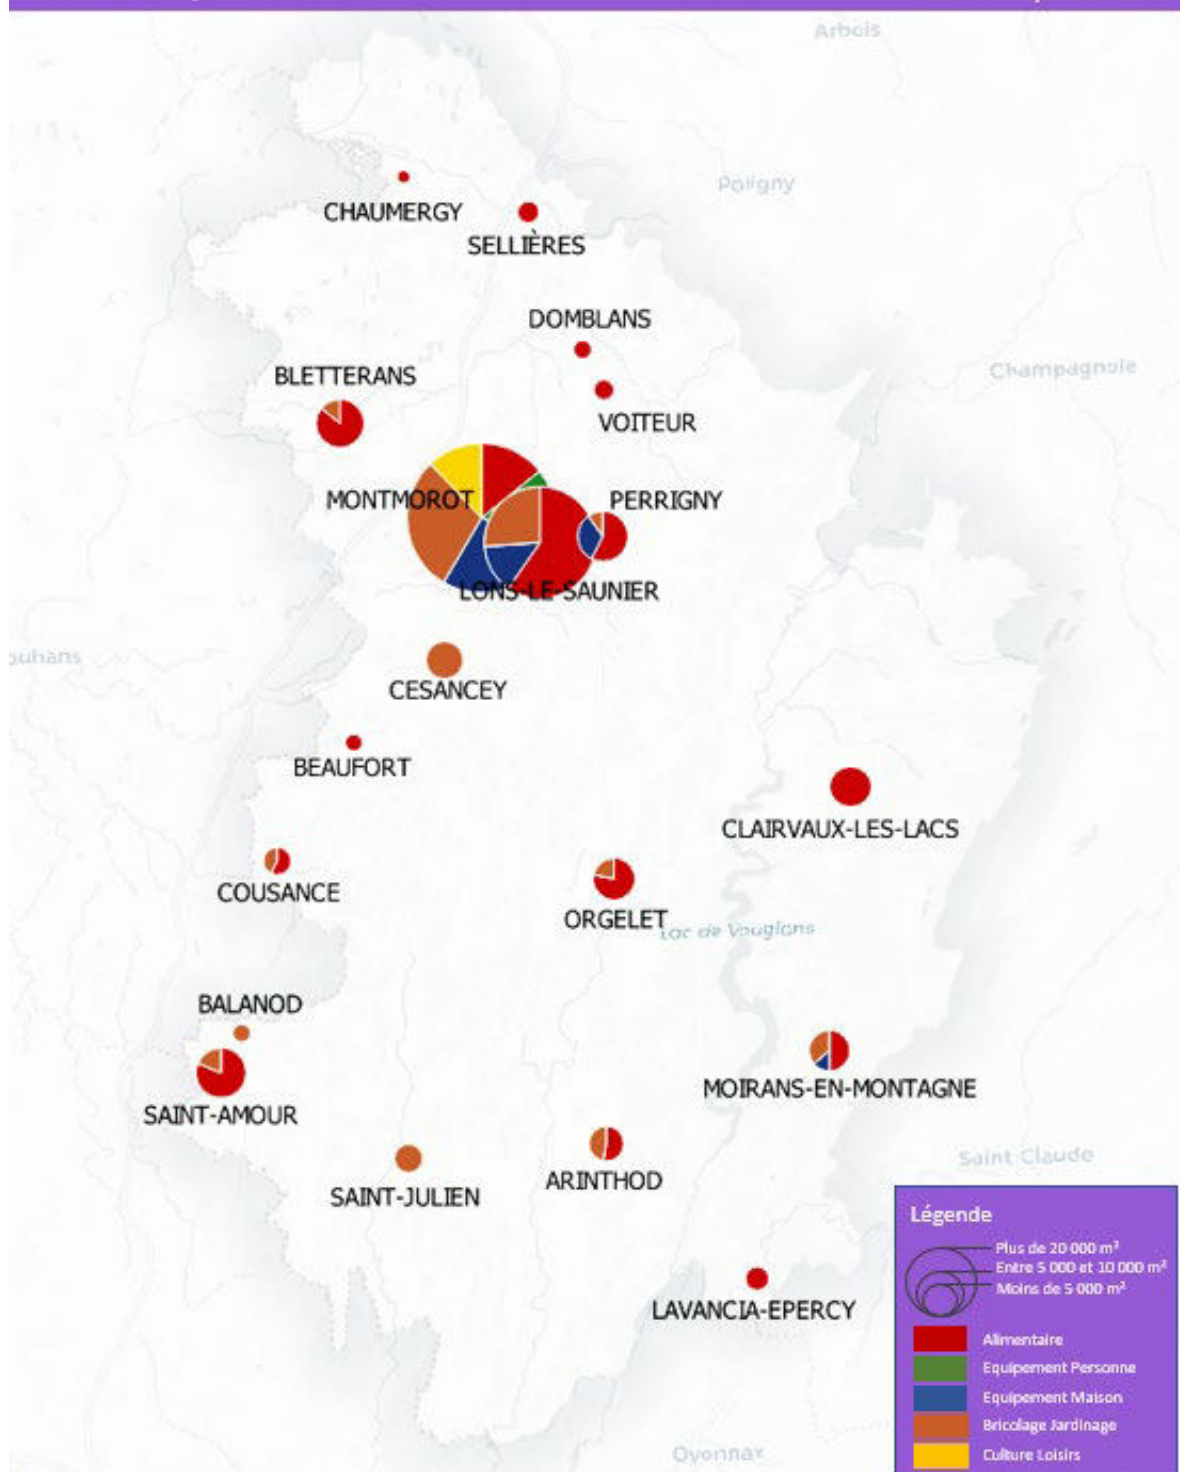 Arbois
Poligny
CHAUMERGY
SELLIÈRES
DOMBLANS
Champagnole
BLETTERANS
VOITEUR
MONTMOROT
PERRIGNY
LONS-LE-SAUNIER
ouhans
CESANCEY
BEAUFORT
CLAIRVAUX-LES-LACS
COUSANCE
ORGELET
Lac de Vouglans
BALANOD
MOIRANS-EN-MONTAGNE
SAINT-AMOUR
Saint Claude
ARINTHOD
SAINT-JULIEN
Légende
Plus de 20 000 m²
Entre 5 000 et 10 000 m²
Moins de 5 000 m²
LAVANCIA-EPERCY
Alimentaire
Equipement Personne
Equipement Maison
Bricolage Jardinage
Culture Loisirs
Oyonnax